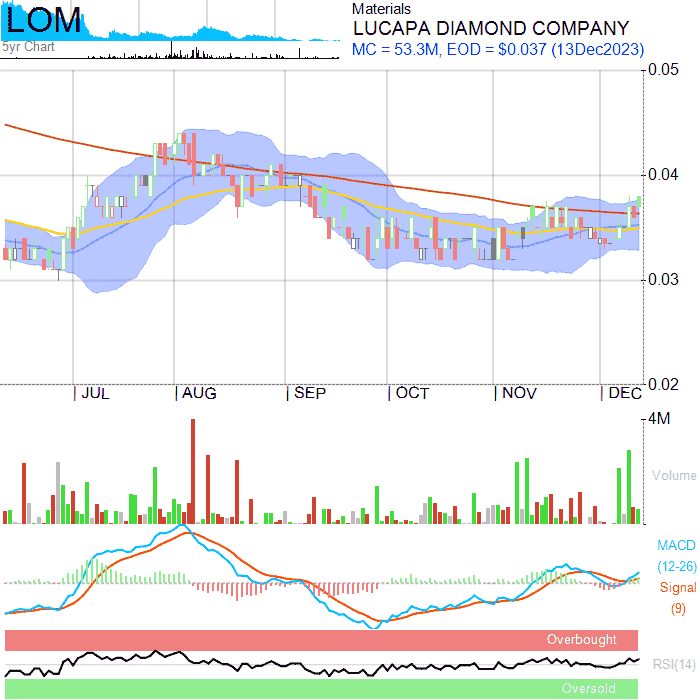 LOM
5yr Chart
Materials
LUCAPA DIAMOND COMPANY
MC = 53.3M, EOD = $0.037 (13Dec2023)
0.05
0.04
0.03
0.02
JUL AUG SEP OCT NOV DEC
4M
Volume
MACD
(12-26)
Signal
(9)
Overbought
RSI(14)
Oversold